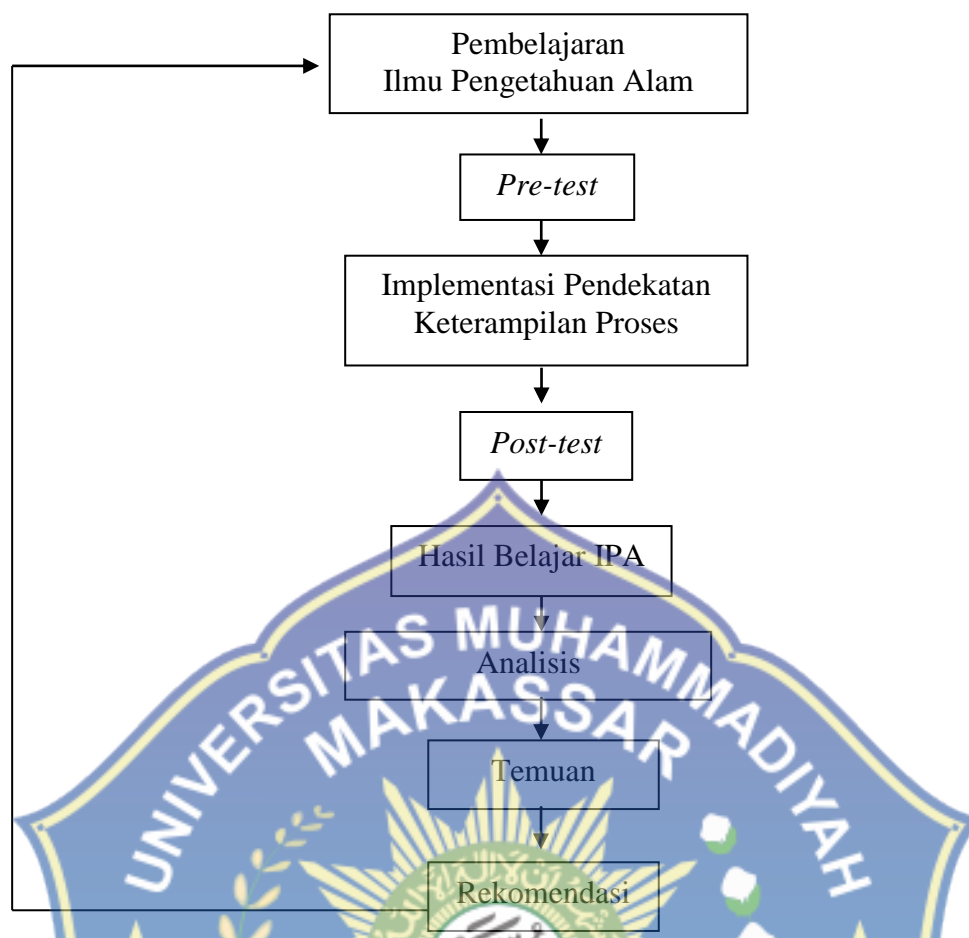 Pembelajaran
Ilmu Pengetahuan Alam
Pre-test
Implementasi Pendekatan
Keterampilan Proses
Post-test
Hasil Belajar IPA
UNIVERSITAS MUHAMMADIYAH
MAKASSAR
Analisis
Temuan
Rekomendasi